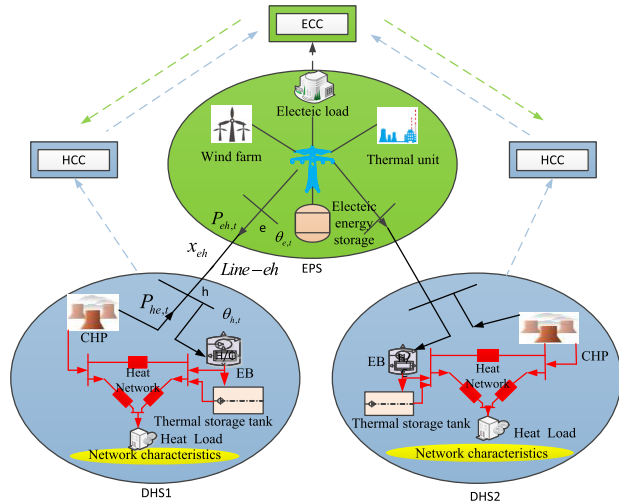 ECC
HCC
HCC
Electeic load
Wind farm
Thermal unit
Electeic
energy
storage
EPS
P_{eh,t}
e
θ_{e,t}
x_{eh}
Line-eh
h
P_{he,t}
θ_{h,t}
CHP
H/C
EB
Heat
Network
Thermal storage tank
Heat Load
Network characteristics
DHS1
EB
CHP
Heat
Network
Thermal storage tank
Heat Load
Network characteristics
DHS2